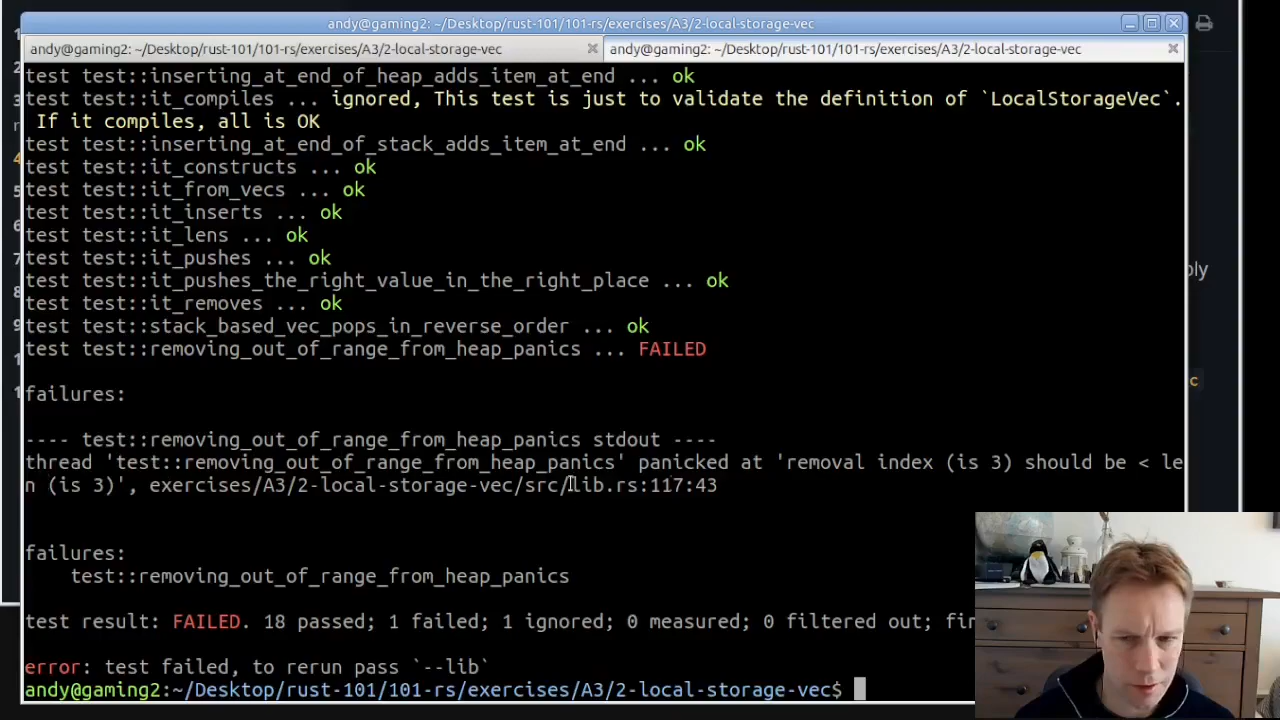 andy@gaming2: ~/Desktop/rust-101/101-rs/exercises/A3/2-local-storage-vec
andy@gaming2: ~/Desktop/rust-101/101-rs/exercises/A3/2-local-storage-vec
andy@gaming2: ~/Desktop/rust-101/101-rs/exercises/A3/2-local-storage-vec
test test::inserting_at_end_of_heap_adds_item_at_end ... ok
test test::it_compiles ... ignored, This test is just to validate the definition of `LocalStorageVec`.
If it compiles, all is OK
test test::inserting_at_end_of_stack_adds_item_at_end ... ok
test test::it_constructs ... ok
test test::it_from_vecs ... ok
test test::it_inserts ... ok
test test::it_lens ... ok
test test::it_pushes ... ok
test test::it_pushes_the_right_value_in_the_right_place ... ok
test test::it_removes ... ok
test test::stack_based_vec_pops_in_reverse_order ... ok
test test::removing_out_of_range_from_heap_panics ... FAILED
failures:
---- test::removing_out_of_range_from_heap_panics stdout ----
thread 'test::removing_out_of_range_from_heap_panics' panicked at 'removal index (is 3) should be < le
n (is 3)', exercises/A3/2-local-storage-vec/src/lib.rs:117:43
failures:
test::removing_out_of_range_from_heap_panics
test result: FAILED. 18 passed; 1 failed; 1 ignored; 0 measured; 0 filtered out; fin
error: test failed, to rerun pass `--lib`
andy@gaming2:~/Desktop/rust-101/101-rs/exercises/A3/2-local-storage-vec$